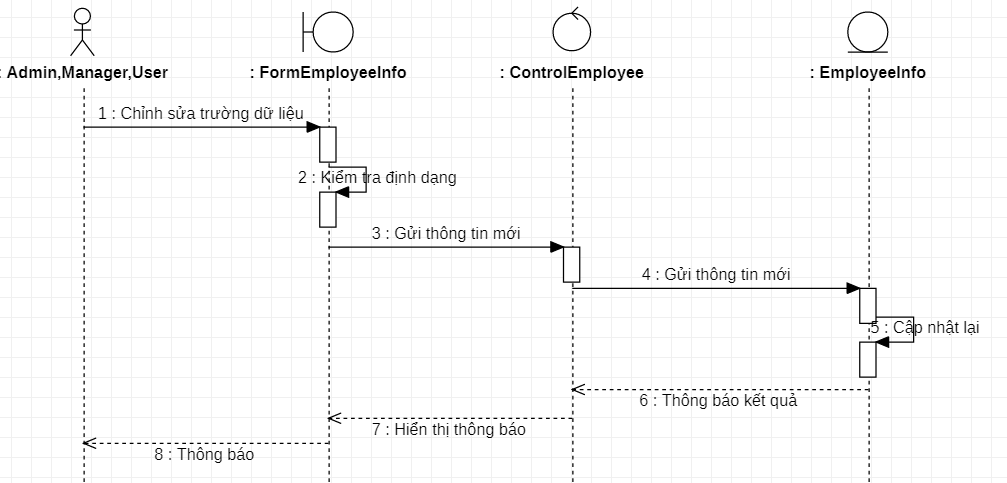 : Admin,Manager,User
: FormEmployeeInfo
: ControlEmployee
: EmployeeInfo
1 : Chỉnh sửa trường dữ liệu
2 : Kiểm tra định dạng
3 : Gửi thông tin mới
4 : Gửi thông tin mới
5 : Cập nhật lại
6 : Thông báo kết quả
7 : Hiển thị thông báo
8 : Thông báo